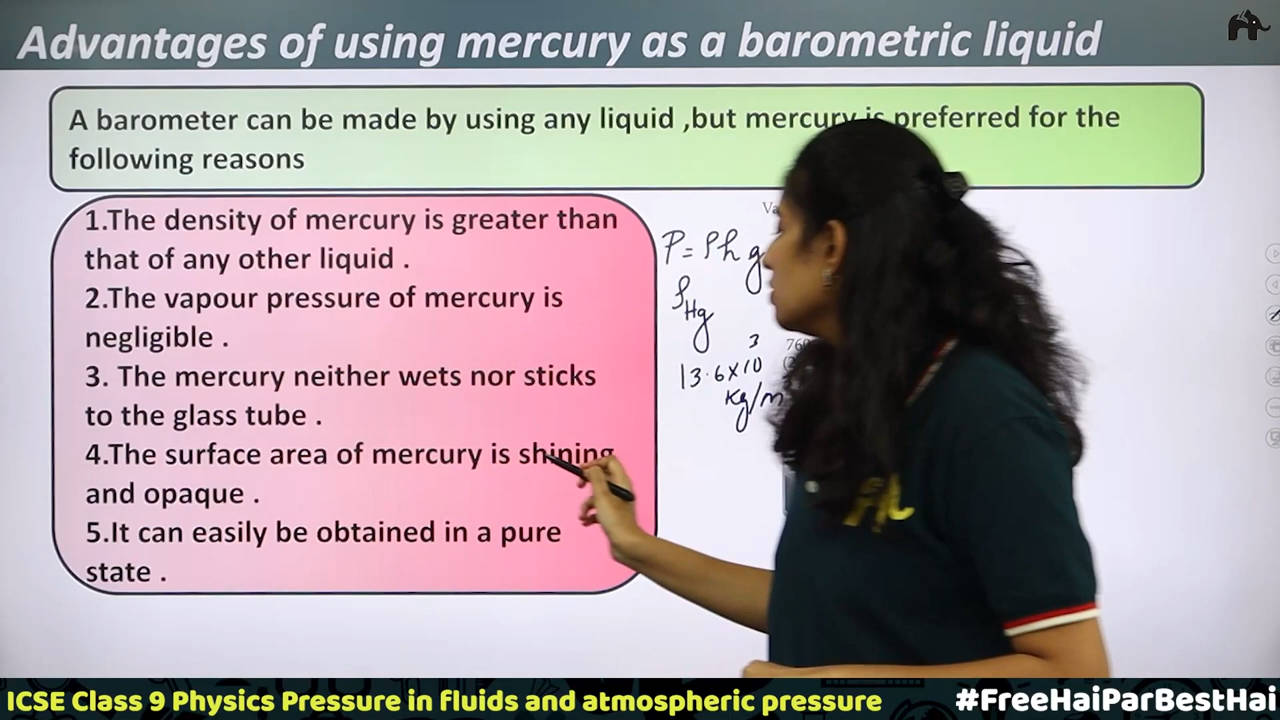 Advantages of using mercury as a barometric liquid
A barometer can be made by using any liquid ,but mercury is preferred for the
following reasons
1.The density of mercury is greater than
that of any other liquid .
2.The vapour pressure of mercury is
negligible .
3. The mercury neither wets nor sticks
to the glass tube .
4.The surface area of mercury is shining
and opaque .
5.It can easily be obtained in a pure
state .
P = ρhg
ρHg
13.6×10³
Kg/m
760
ICSE Class 9 Physics Pressure in fluids and atmospheric pressure
#FreeHaiParBestHai